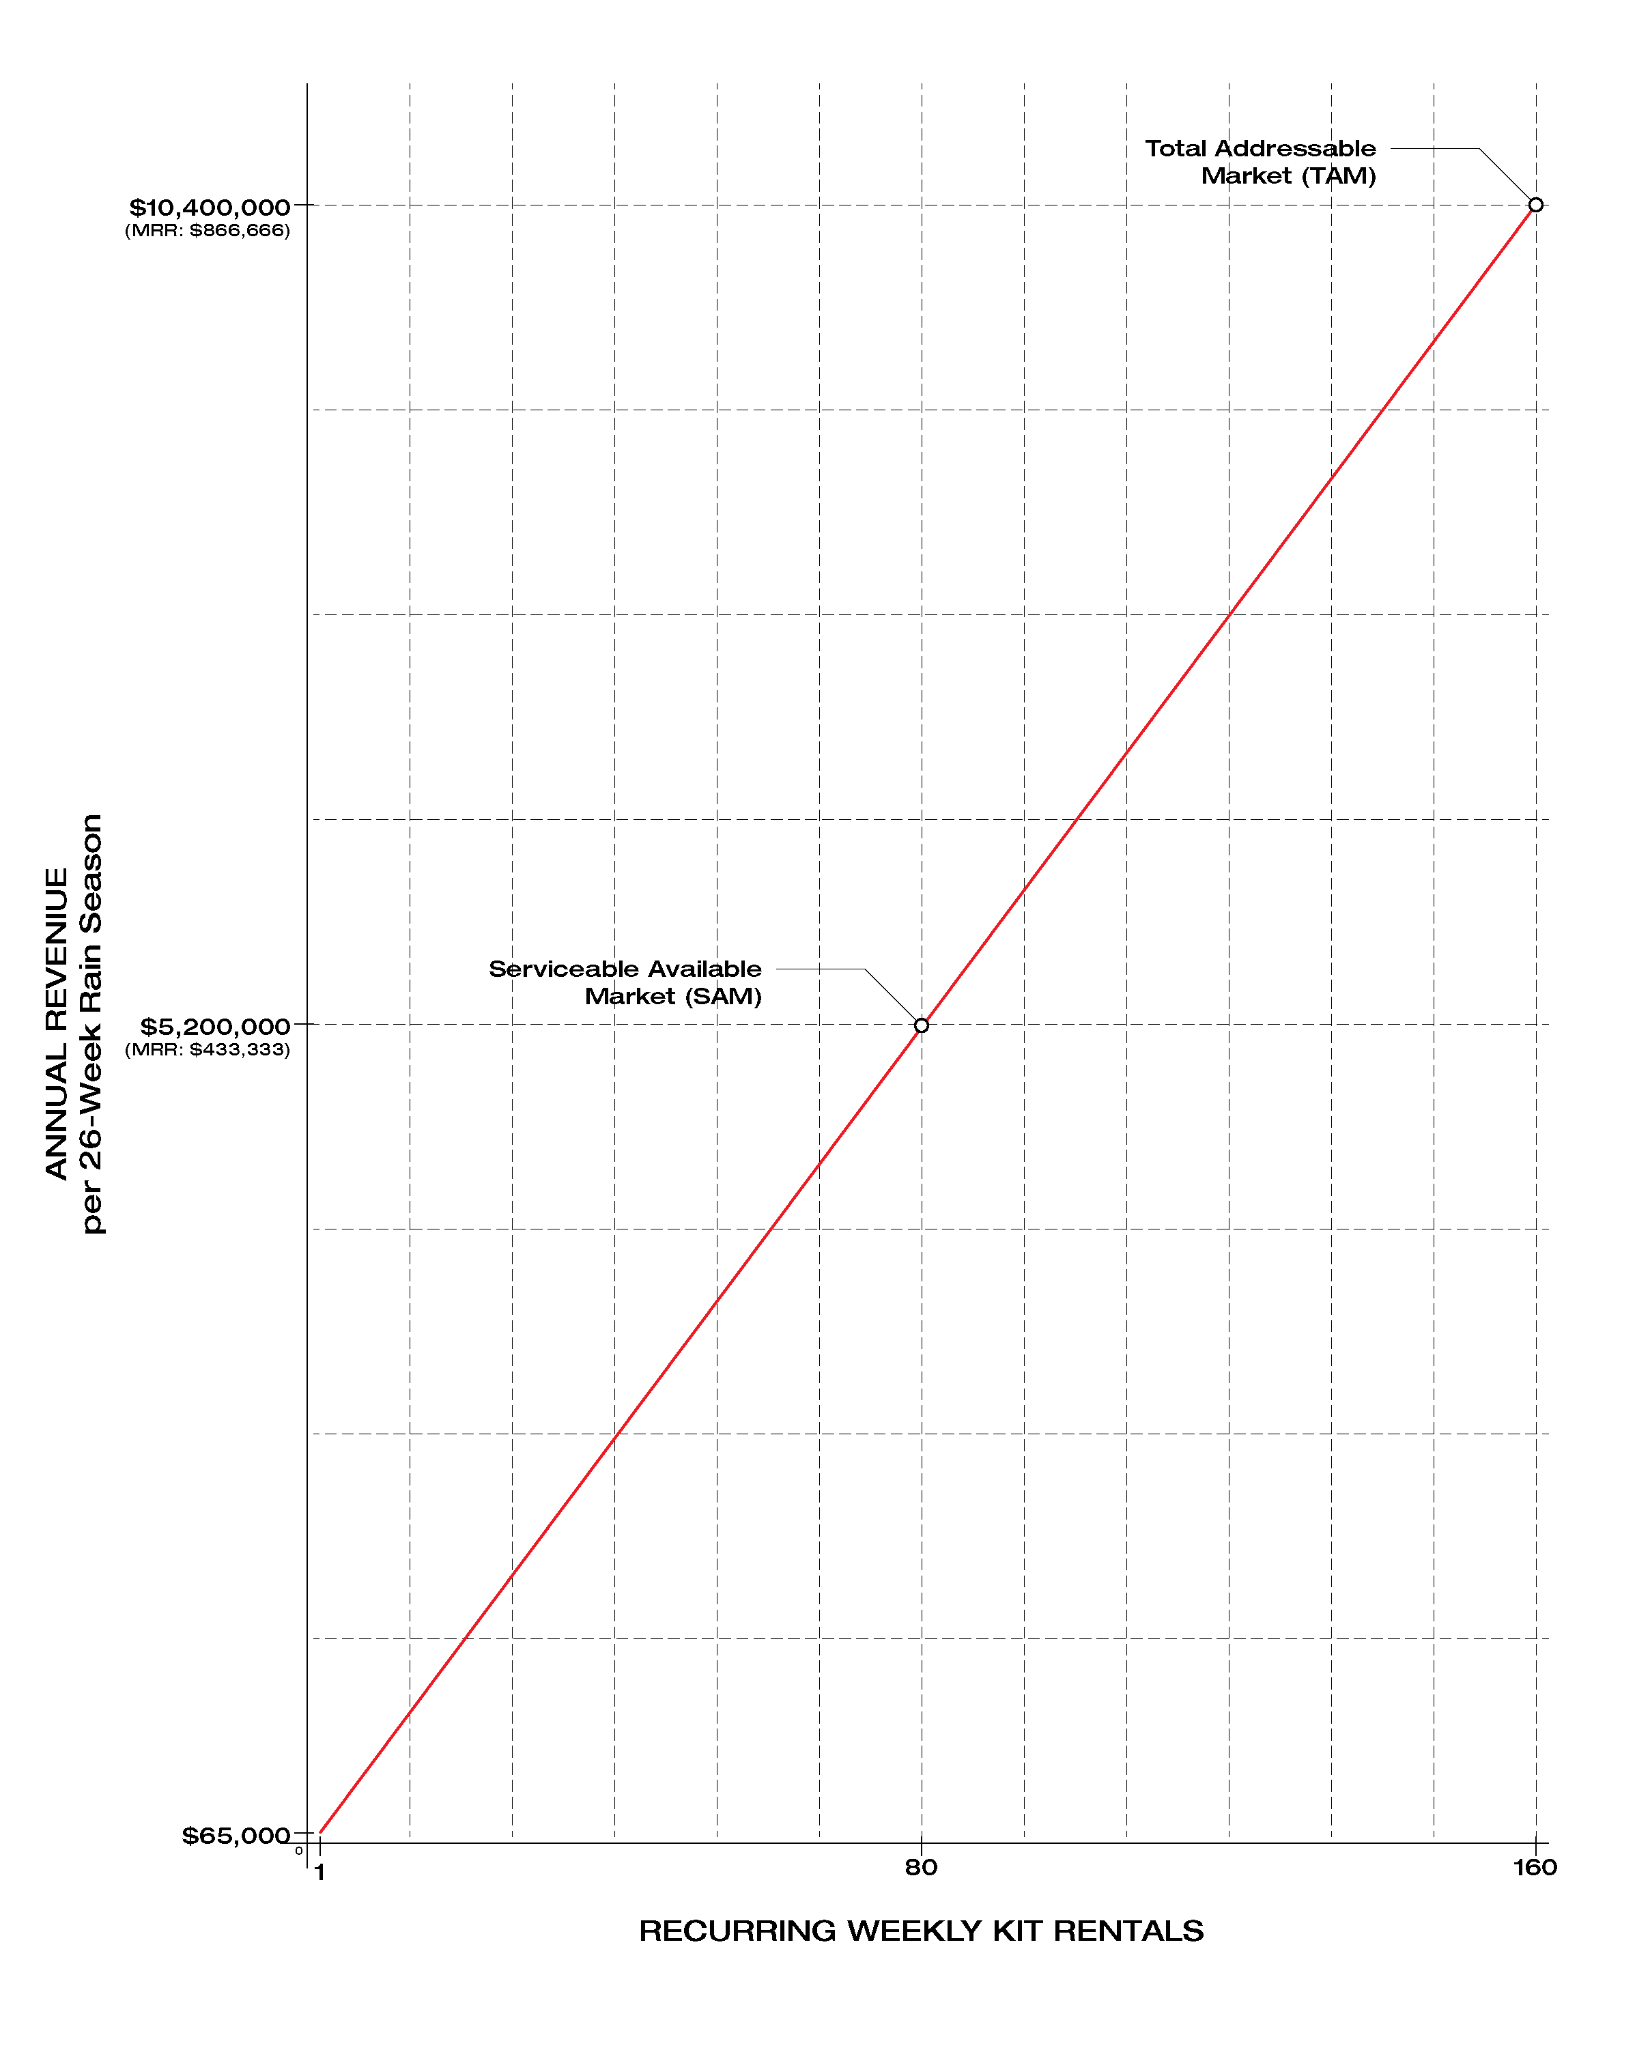 Total Addressable
Market (TAM)
$10,400,000
(MRR: $866,666)
ANNUAL REVENIUE
per 26-Week Rain Season
Serviceable Available
Market (SAM)
$5,200,000
(MRR: $433,333)
$65,000
0
1
80
160
RECURRING WEEKLY KIT RENTALS